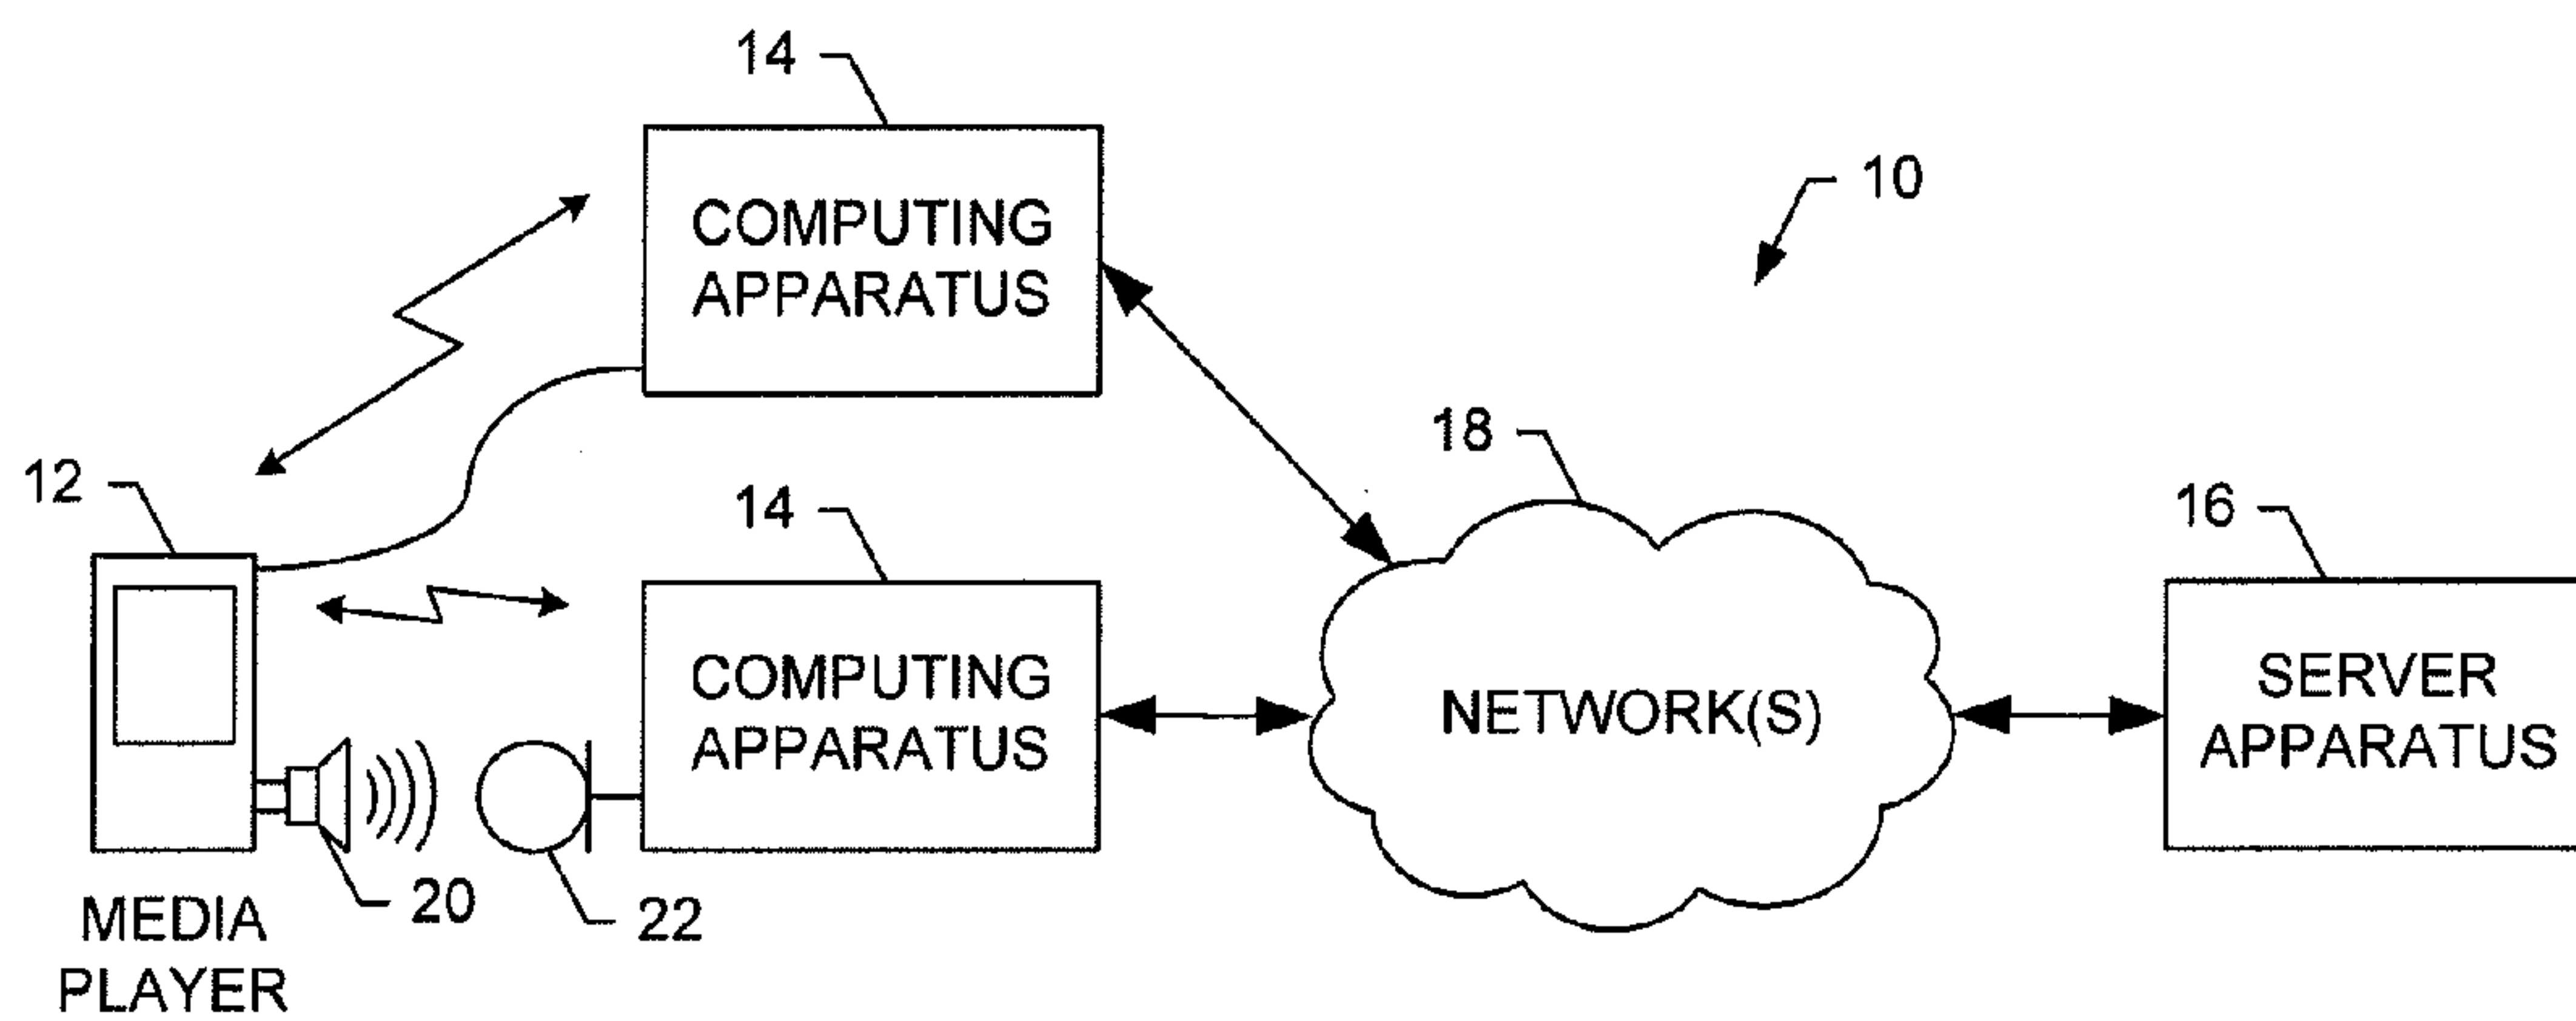 14
COMPUTING
APPARATUS
10
12
14
18
16
COMPUTING
APPARATUS
NETWORK(S)
SERVER
APPARATUS
20
22
MEDIA
PLAYER